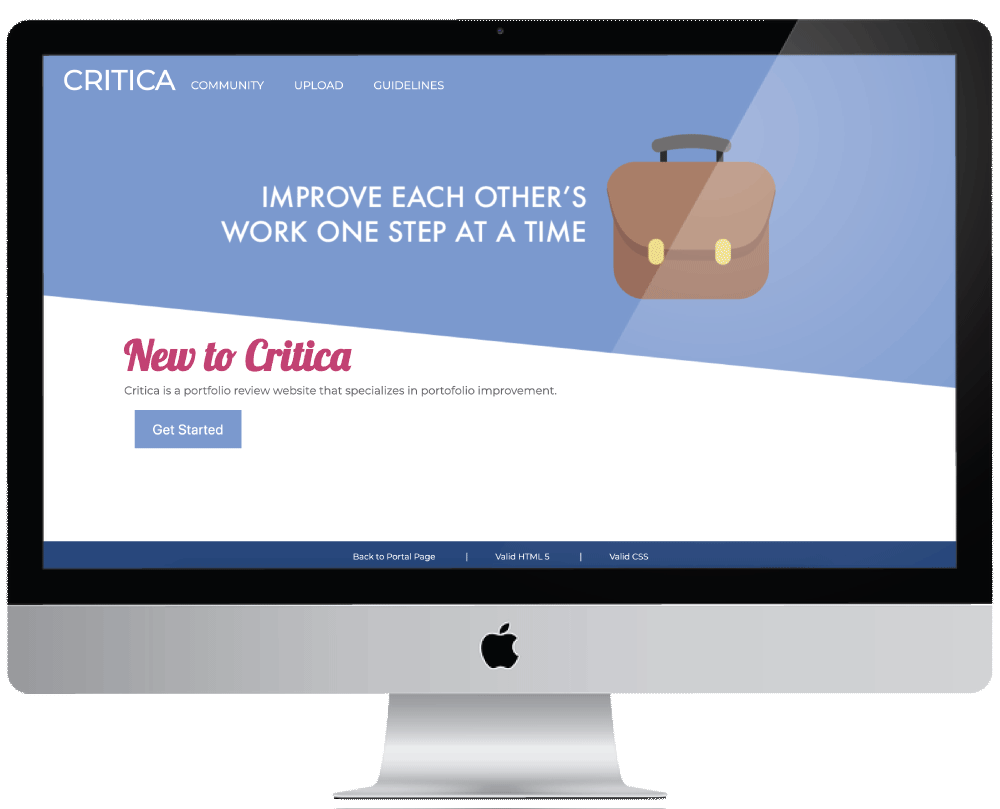 CRITICA COMMUNITY UPLOAD GUIDELINES
IMPROVE EACH OTHER'S
WORK ONE STEP AT A TIME
New to Critica
Critica is a portfolio review website that specializes in portofolio improvement.
Get Started
Back to Portal Page | Valid HTML 5 | Valid CSS